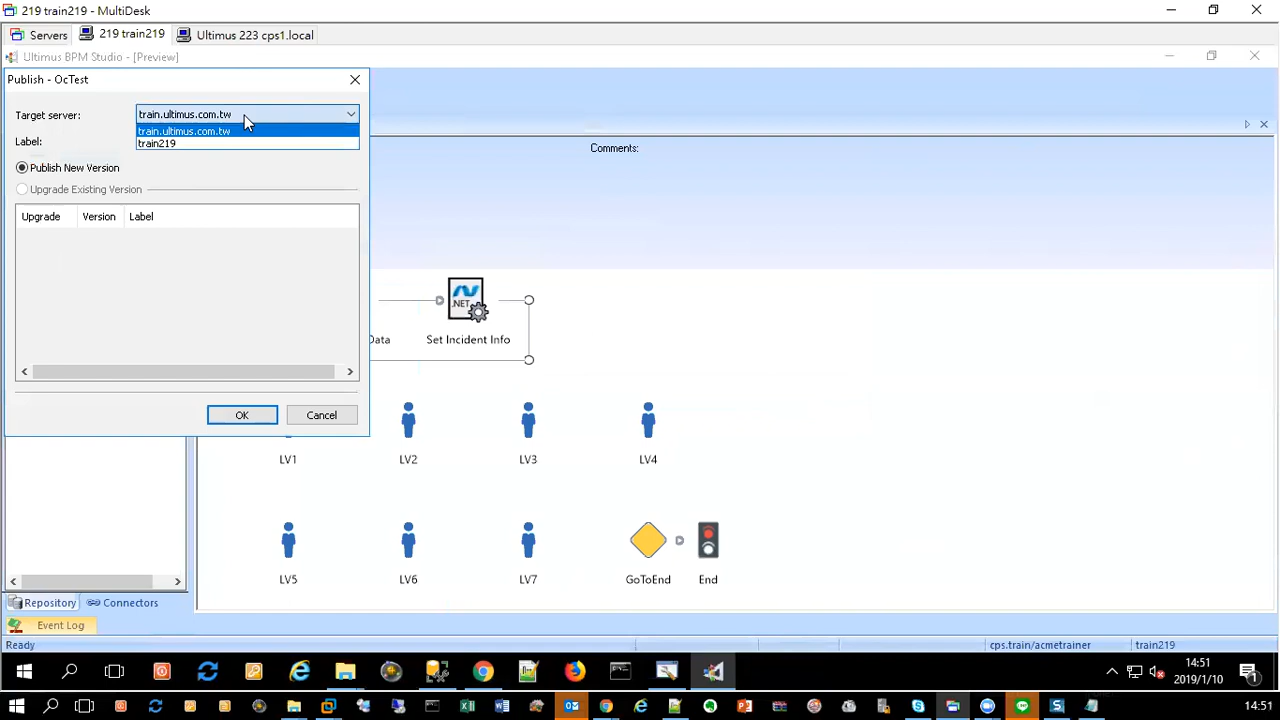 219 train219 - MultiDesk
Servers
219 train219
Ultimus 223 cps1.local
Ultimus BPM Studio - [Preview]
Publish - OcTest
Target server:
train.ultimus.com.tw
train.ultimus.com.tw
train219
Label:
Comments:
Publish New Version
Upgrade Existing Version
Upgrade
Version
Label
.NET
Data
Set Incident Info
OK
Cancel
LV1
LV2
LV3
LV4
LV5
LV6
LV7
GoToEnd
End
Repository
Connectors
Event Log
Ready
cps.train/acmetrainer
train219
14:51
2019/1/10
14:51